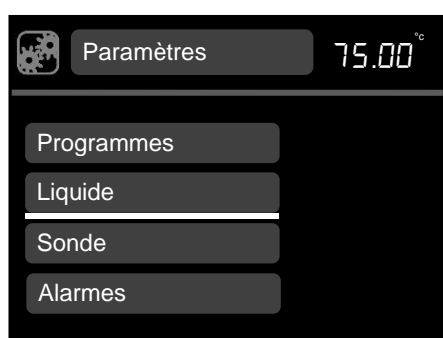 Paramètres 75.00°c
Programmes
Liquide
Sonde
Alarmes